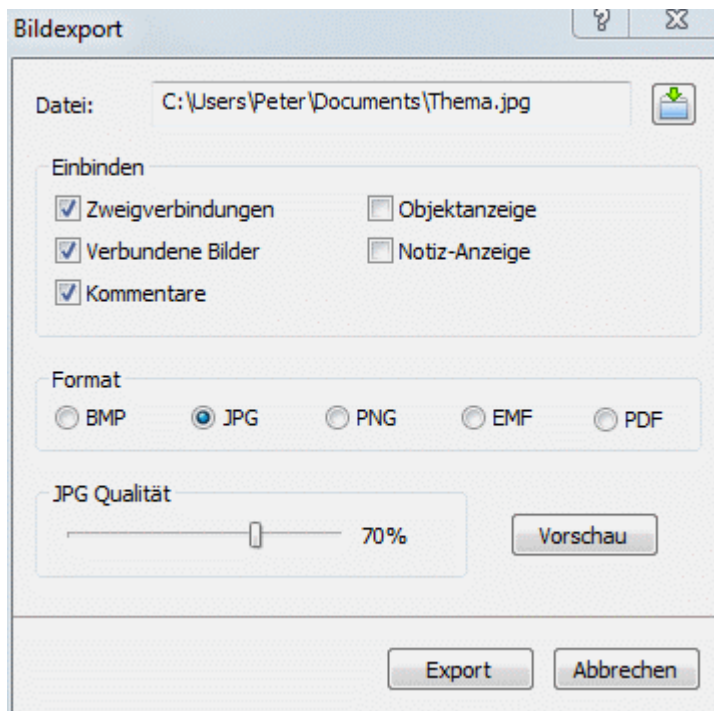 Bildexport
Datei: C:\Users\Peter\Documents\Thema.jpg
Einbinden
Zweigverbindungen Objektanzeige
Verbundene Bilder Notiz-Anzeige
Kommentare
Format
BMP JPG PNG EMF PDF
JPG Qualität
70% Vorschau
Export Abbrechen